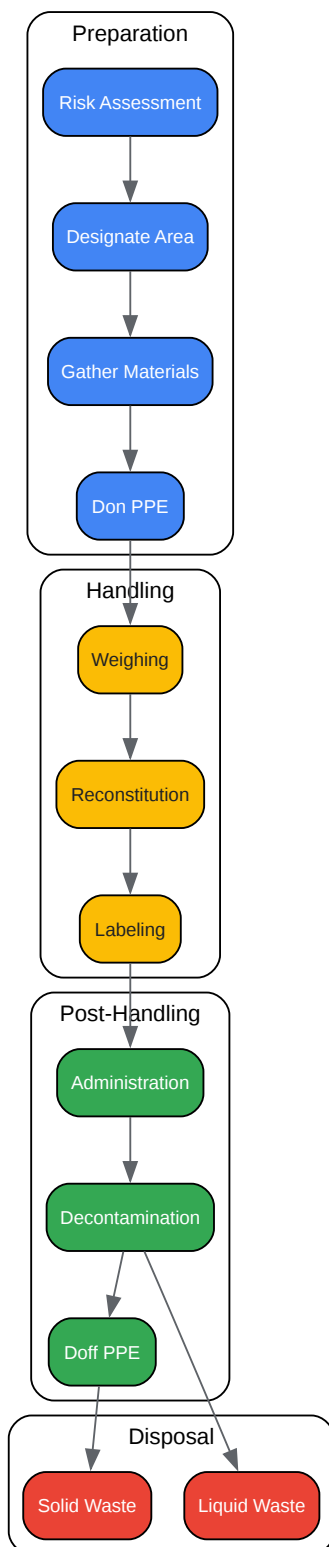 Preparation
Risk Assessment
Designate Area
Gather Materials
Don PPE
Handling
Weighing
Reconstitution
Labeling
Post-Handling
Administration
Decontamination
Doff PPE
Disposal
Solid Waste
Liquid Waste